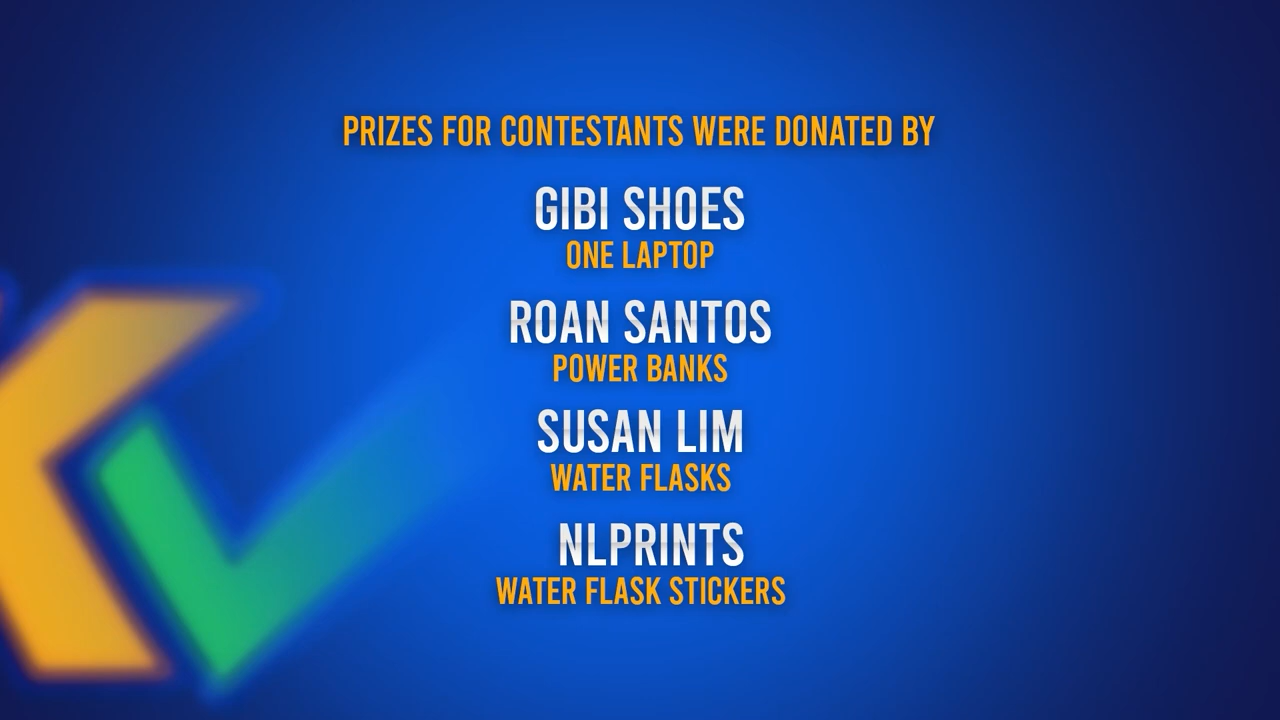 PRIZES FOR CONTESTANTS WERE DONATED BY
GIBI SHOES
ONE LAPTOP
ROAN SANTOS
POWER BANKS
SUSAN LIM
WATER FLASKS
NLPRINTS
WATER FLASK STICKERS